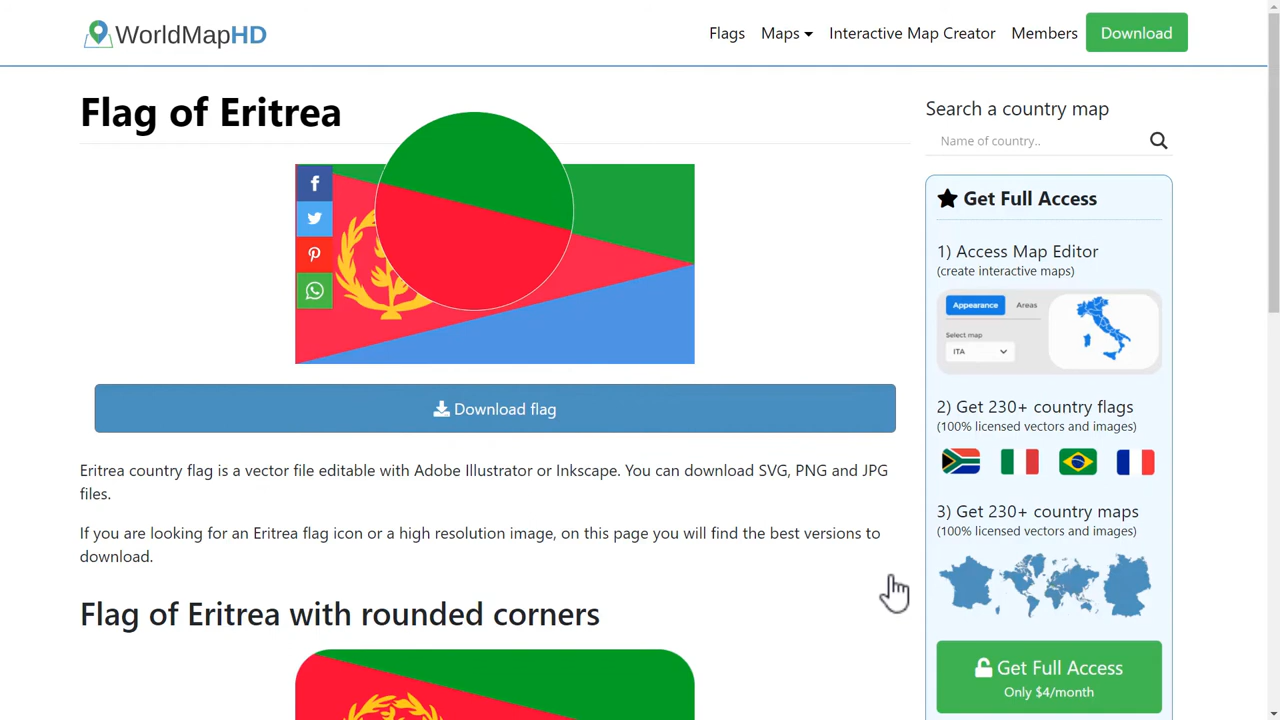 WorldMapHD
Flags
Maps
Interactive Map Creator
Members
Download
Flag of Eritrea
Download flag
Eritrea country flag is a vector file editable with Adobe Illustrator or Inkscape. You can download SVG, PNG and JPG
files.
If you are looking for an Eritrea flag icon or a high resolution image, on this page you will find the best versions to
download.
Flag of Eritrea with rounded corners
Search a country map
Name of country..
Get Full Access
1) Access Map Editor
(create interactive maps)
Appearance
Areas
Select map
ITA
2) Get 230+ country flags
(100% licensed vectors and images)
3) Get 230+ country maps
(100% licensed vectors and images)
Get Full Access
Only $4/month